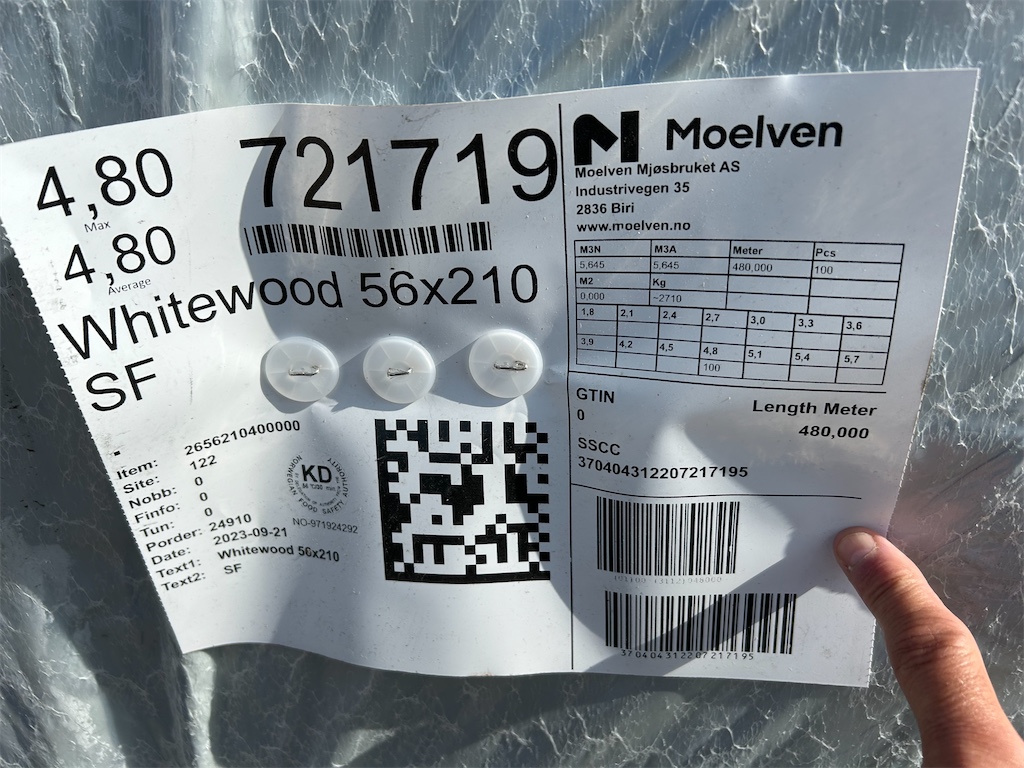 4,80
Max
4,80
Average
721719
Whitewood 56x210
SF
.
Item: 2656210400000
Site: 122
Nobb: 0
Finfo: 0
Tun: 0
Porder: 24910
Date: 2023-09-21
Text1: Whitewood 56x210
Text2: SF
NORWEGIAN FOOD SAFETY AUTHORITY
KD
NO-971924292
Moelven
Moelven Mjøsbruket AS
Industrivegen 35
2836 Biri
www.moelven.no
M3N M3A Meter Pcs
5,645 5,645 480,000 100
M2 Kg
0,000 ~2710
1,8 2,1 2,4 2,7 3,0 3,3 3,6
3,9 4,2 4,5 4,8 5,1 5,4 5,7
100
GTIN
0
Length Meter
480,000
SSCC
370404312207217195
370404312207217195